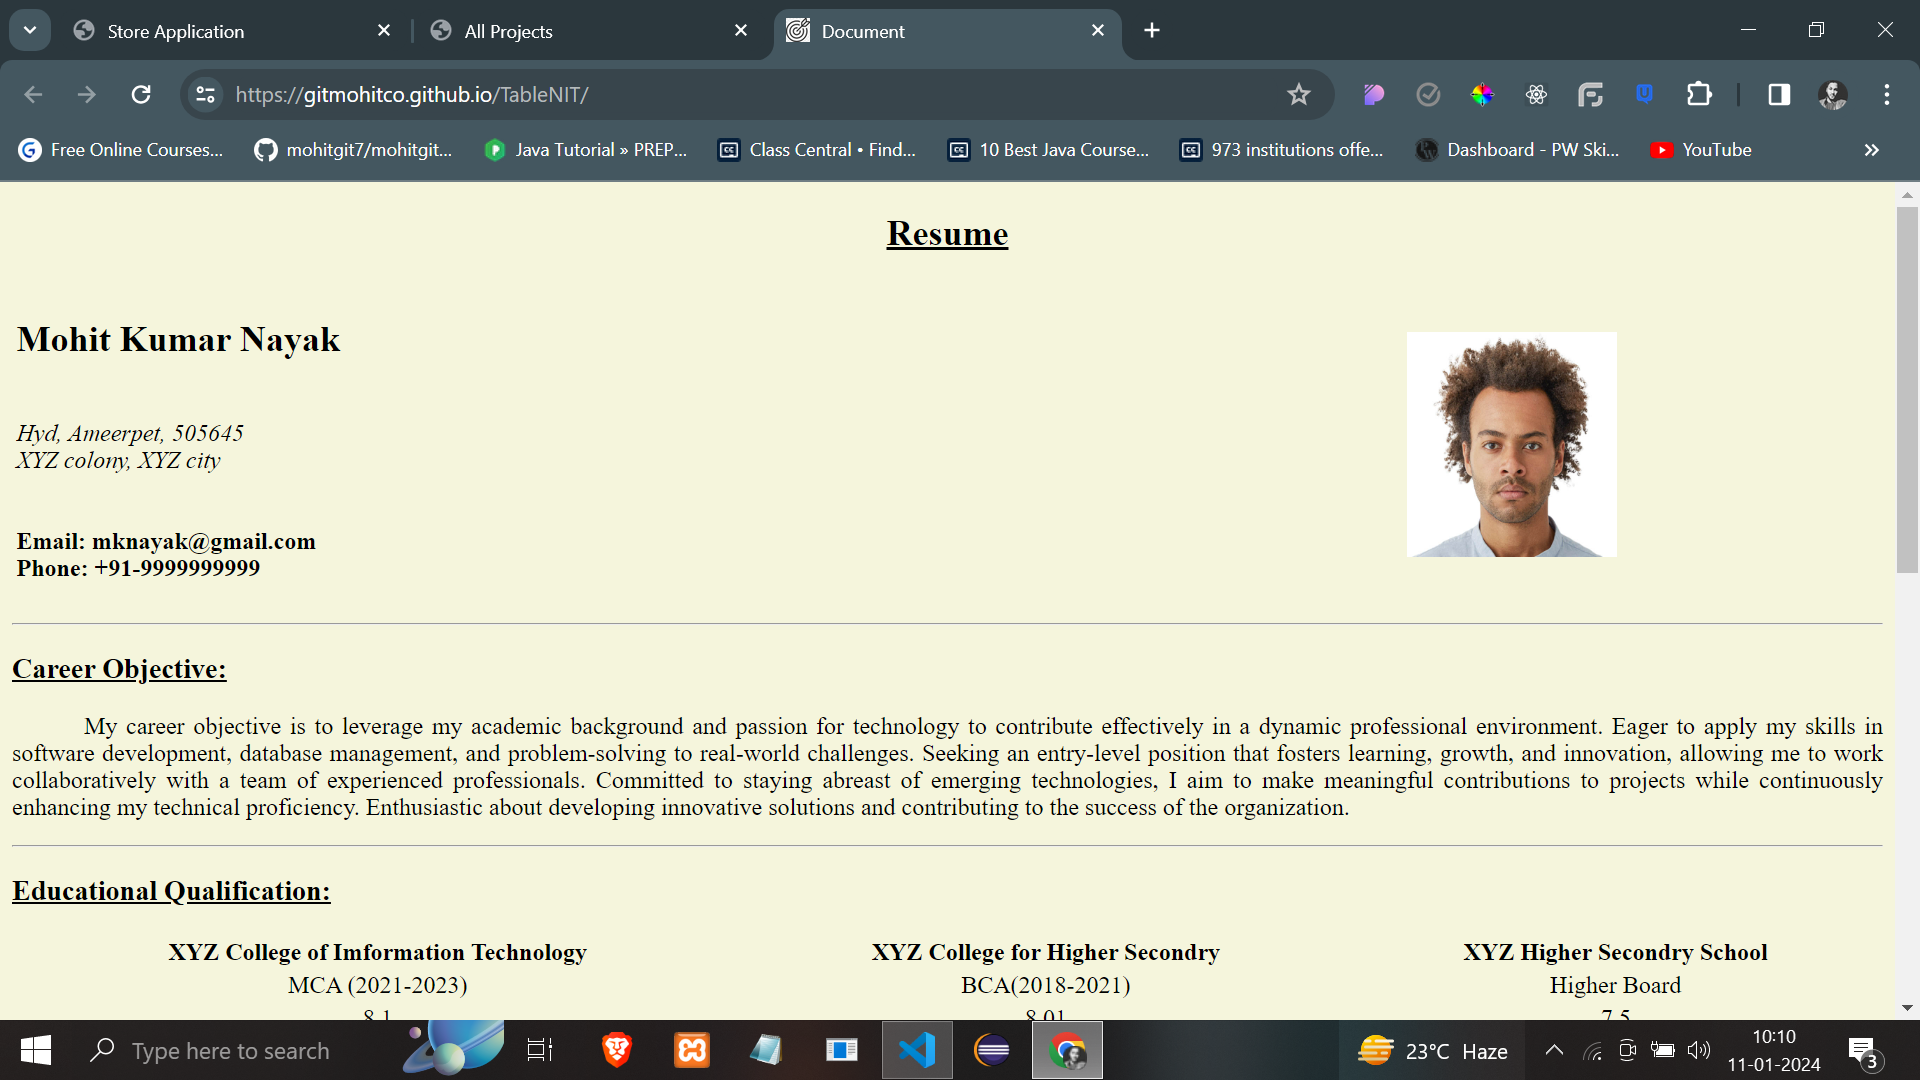 Store Application
All Projects
Document
https://gitmohitco.github.io/TableNIT/
Free Online Courses...
mohitgit7/mohitgit...
Java Tutorial » PREP...
Class Central • Find...
10 Best Java Course...
973 institutions offe...
Dashboard - PW Ski...
YouTube
Resume
Mohit Kumar Nayak
Hyd, Ameerpet, 505645
XYZ colony, XYZ city
Email: mknayak@gmail.com
Phone: +91-9999999999
Career Objective:
My career objective is to leverage my academic background and passion for technology to contribute effectively in a dynamic professional environment. Eager to apply my skills in
software development, database management, and problem-solving to real-world challenges. Seeking an entry-level position that fosters learning, growth, and innovation, allowing me to work
collaboratively with a team of experienced professionals. Committed to staying abreast of emerging technologies, I aim to make meaningful contributions to projects while continuously
enhancing my technical proficiency. Enthusiastic about developing innovative solutions and contributing to the success of the organization.
Educational Qualification:
XYZ College of Imformation Technology
XYZ College for Higher Secondry
XYZ Higher Secondry School
MCA (2021-2023)
BCA(2018-2021)
Higher Board
8.1
8.01
7.5
Type here to search
23°C Haze
10:10
11-01-2024
3